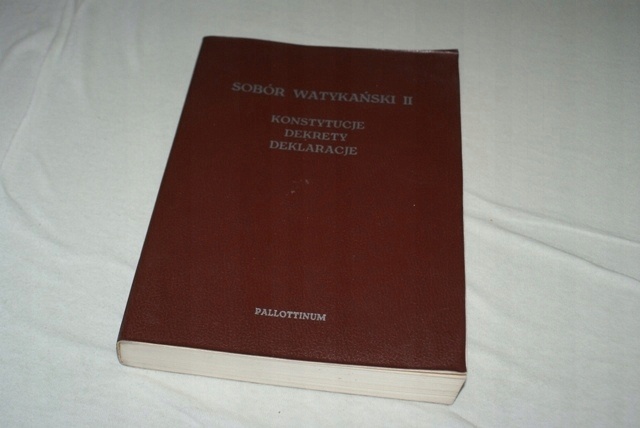 SOBÓR WATYKAŃSKI II
KONSTYTUCJE
DEKRETY
DEKLARACJE
PALLOTTINUM